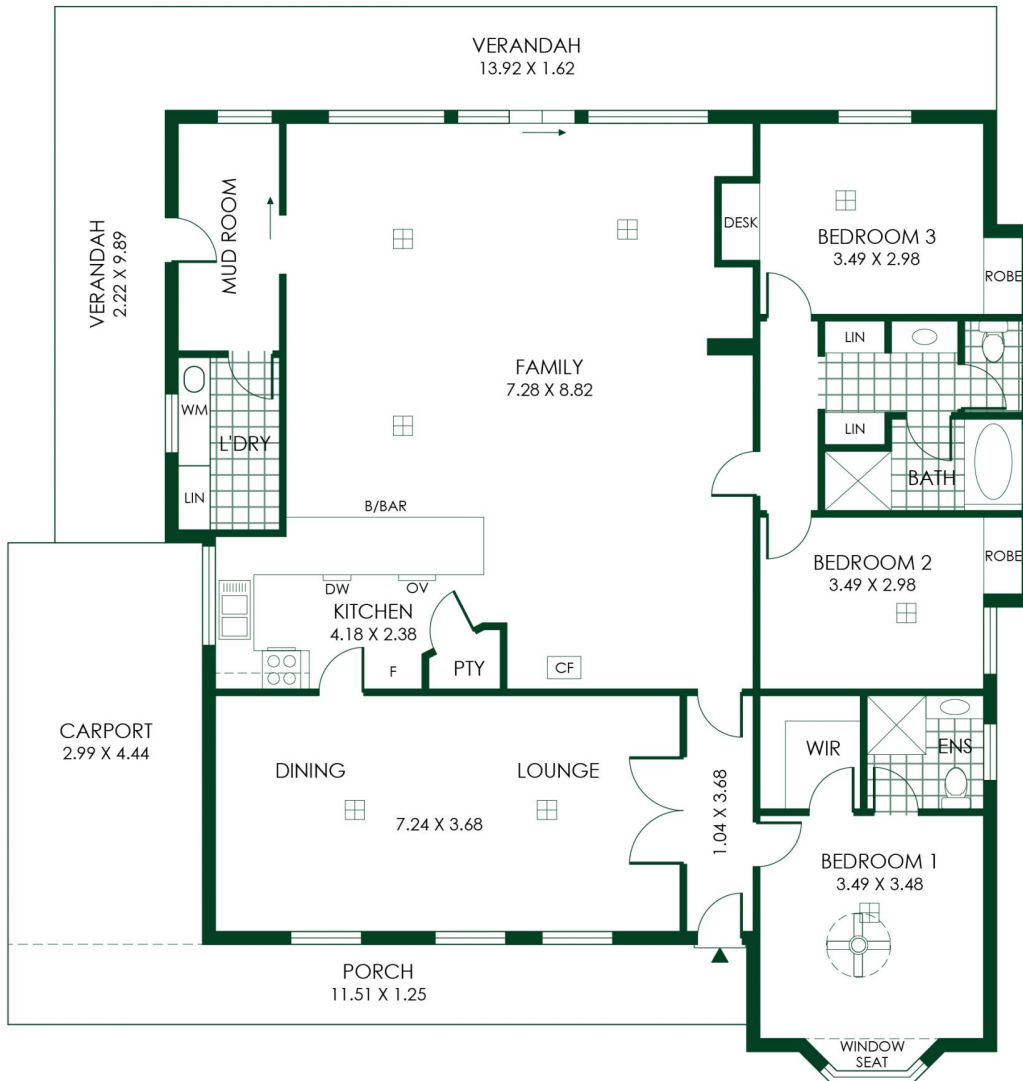 VERANDAH
13.92 X 1.62
VERANDAH
2.22 X 9.89
MUD ROOM
DESK
BEDROOM 3
3.49 X 2.98
ROBE
FAMILY
7.28 X 8.82
LIN
LIN
BATH
WM
L'DRY
LIN
B/BAR
DW
OV
KITCHEN
4.18 X 2.38
F
PTY
CF
BEDROOM 2
3.49 X 2.98
ROBE
CARPORT
2.99 X 4.44
DINING
LOUNGE
7.24 X 3.68
1.04 X 3.68
WIR
ENS
BEDROOM 1
3.49 X 3.48
PORCH
11.51 X 1.25
WINDOW
SEAT